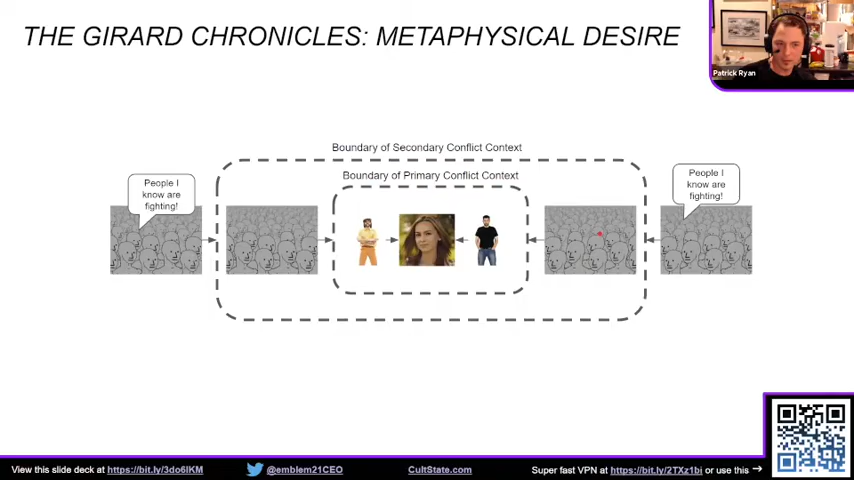 THE GIRARD CHRONICLES: METAPHYSICAL DESIRE
Patrick Ryan
Boundary of Secondary Conflict Context
Boundary of Primary Conflict Context
People I
know are
fighting!
People I
know are
fighting!
View this slide deck at https://bit.ly/3do6IKM
@emblem21CEO
CultState.com
Super fast VPN at https://bit.ly/2TXz1bi or use this →